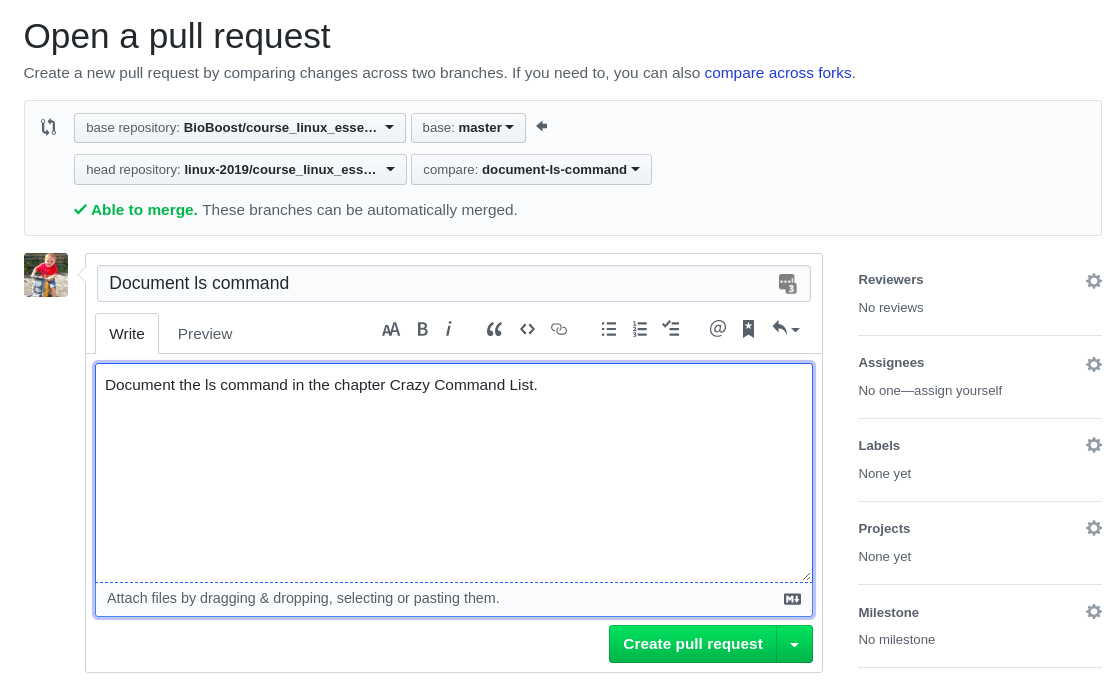 Open a pull request
Create a new pull request by comparing changes across two branches. If you need to, you can also compare across forks.
base repository: BioBoost/course_linux_esse… base: master
head repository: linux-2019/course_linux_ess… compare: document-ls-command
Able to merge. These branches can be automatically merged.
Document ls command
3
Write Preview
AA B i “ <> @
Document the ls command in the chapter Crazy Command List.
Attach files by dragging & dropping, selecting or pasting them.
M
Create pull request
Reviewers
No reviews
Assignees
No one—assign yourself
Labels
None yet
Projects
None yet
Milestone
No milestone